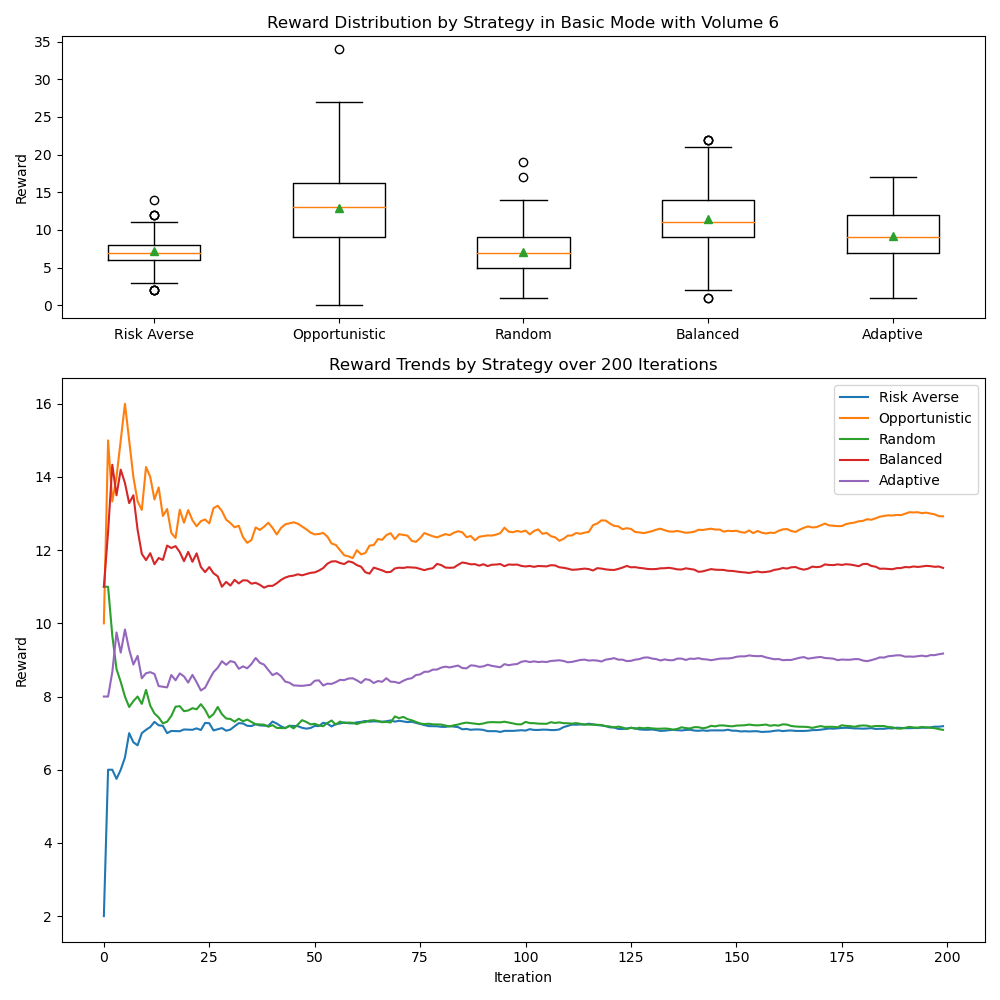 Reward Distribution by Strategy in Basic Mode with Volume 6
35
30
25
20
15
10
5
0
Reward
Risk Averse
Opportunistic
Random
Balanced
Adaptive
Reward Trends by Strategy over 200 Iterations
16
14
12
10
8
6
4
2
Reward
Risk Averse
Opportunistic
Random
Balanced
Adaptive
0
25
50
75
100
125
150
175
200
Iteration